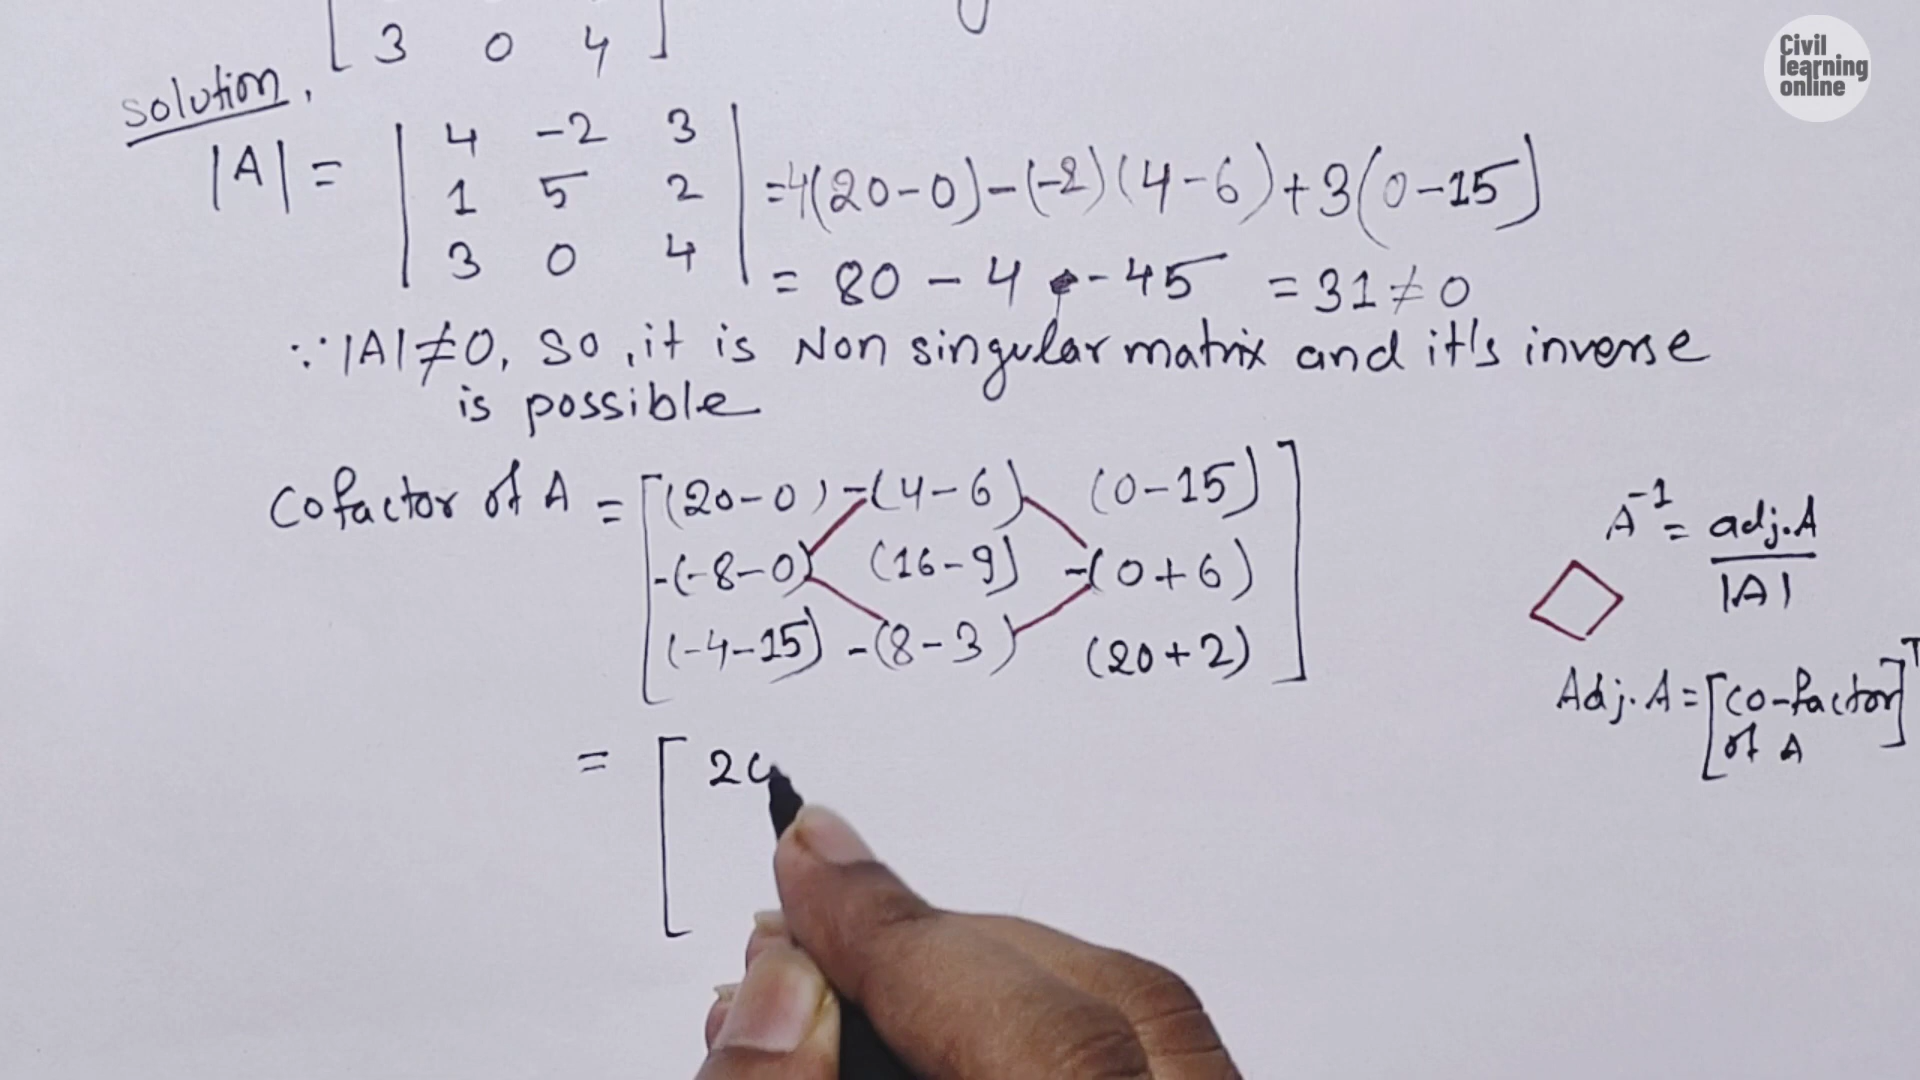 [ 3 0 4 ]
Civil
learning
online
Solution,
|A| = | 4 -2 3 | = 4(20-0)-(-2)(4-6)+3(0-15)
| 1 5 2 |
| 3 0 4 | = 80 - 4 - 45 = 31 ≠ 0
∵ |A| ≠ 0, So, it is Non singular matrix and it's inverse
is possible
Cofactor of A = [ (20-0) -(4-6) (0-15) ]
-(-8-0) (16-9) -(0+6)
(-4-15) -(8-3) (20+2)
= [ 20
A⁻¹ = adj.A
|A|
Adj.A = [co-factor]ᵀ
of A